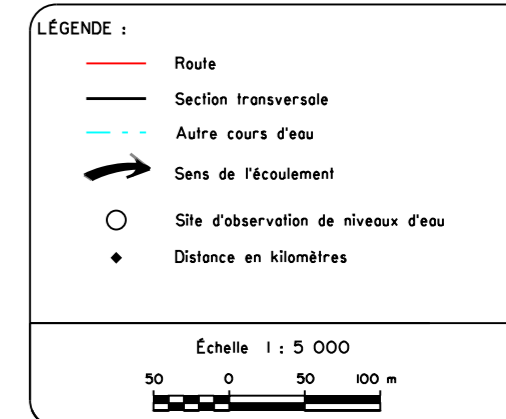 LÉGENDE :
Route
Section transversale
Autre cours d'eau
Sens de l'écoulement
Site d'observation de niveaux d'eau
Distance en kilomètres
Échelle 1 : 5 000
50 0 50 100 m